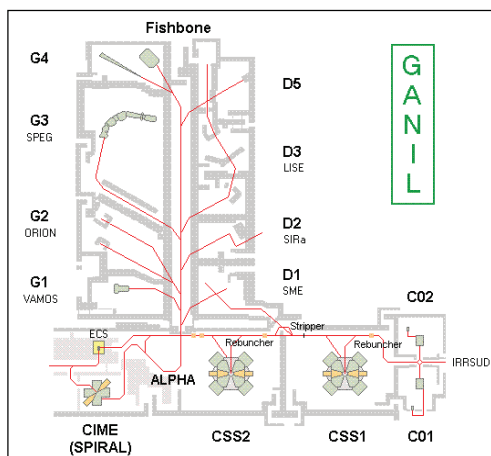 Fishbone
G4
D5
G
A
N
I
L
G3
SPEG
D3
LISE
G2
ORION
D2
SIRa
G1
VAMOS
D1
SME
C02
Stripper
ECS
Rebuncher
Rebuncher
IRRSUD
ALPHA
CIME
(SPIRAL)
CSS2
CSS1
C01